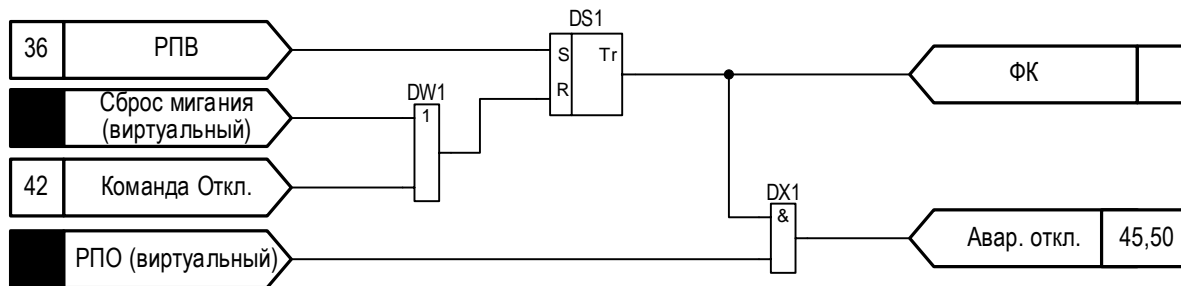 DS1
36 РПВ
S Tr
R
ФК
Сброс мигания
(виртуальный)
DW1
1
42 Команда Откл.
DX1
&
РПО (виртуальный)
Авар. откл. 45,50